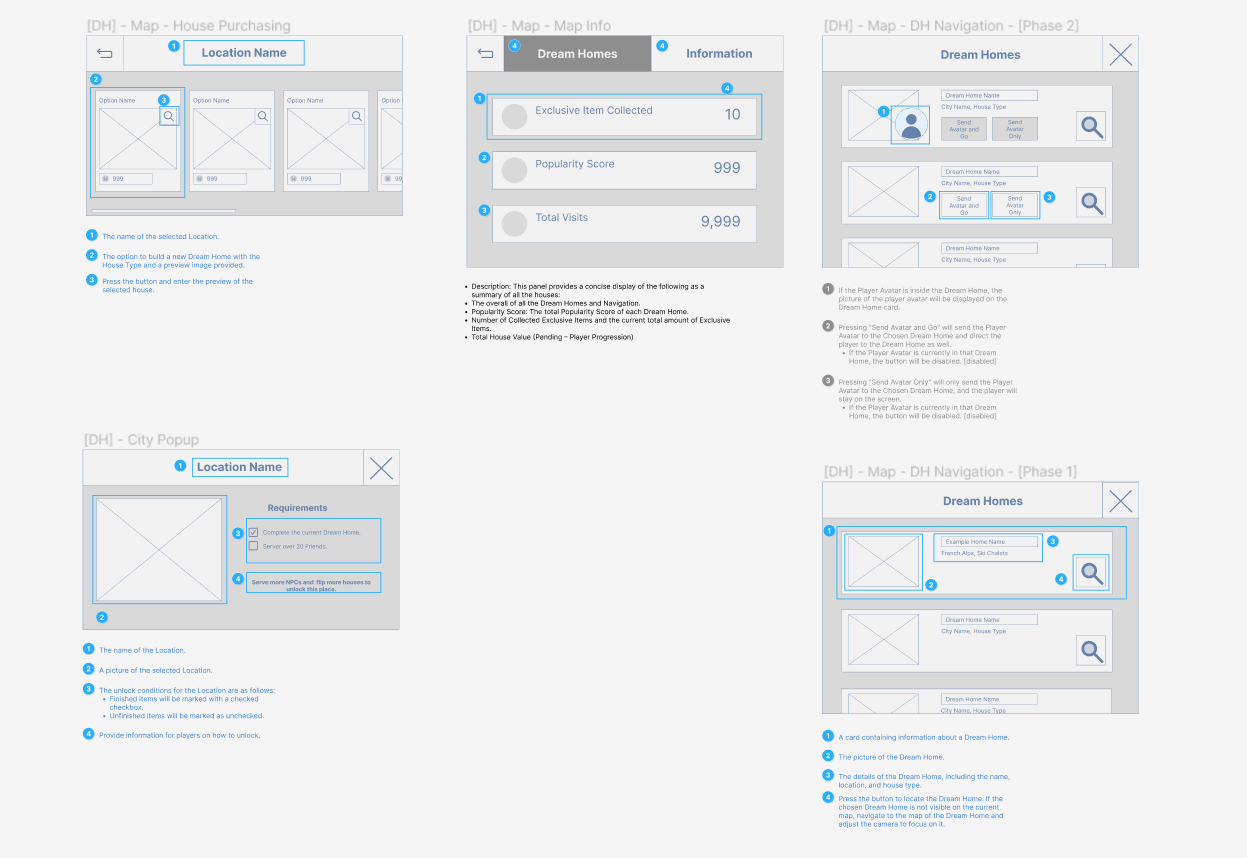 [DH] - Map - House Purchasing
1
Location Name
2
Option Name
3
Option Name
Option Name
999
999
999
1 The name of the selected Location.
2 The option to build a new Dream Home with the
House Type and a preview image provided.
3 Press the button and enter the preview of the
selected house.
[DH] - Map - Map Info
4 Dream Homes
4 Information
4
1 Exclusive Item Collected 10
2 Popularity Score 999
3 Total Visits 9,999
• Description: This panel provides a concise display of the following as a
summary of all the houses:
• The overall of all the Dream Homes and Navigation.
• Popularity Score: The total Popularity Score of each Dream Home.
• Number of Collected Exclusive Items and the current total amount of Exclusive
Items.
• Total House Value (Pending – Player Progression)
[DH] - Map - DH Navigation - [Phase 2]
Dream Homes
Dream Home Name
City Name, House Type
1
Send
Avatar and
Go
Send
Avatar
Only
Dream Home Name
City Name, House Type
2
Send
Avatar and
Go
Send
Avatar
Only
3
Dream Home Name
City Name, House Type
1 If the Player Avatar is inside the Dream Home, the
picture of the player avatar will be displayed on the
Dream Home card.
2 Pressing "Send Avatar and Go" will send the Player
Avatar to the Chosen Dream Home and direct the
player to the Dream Home as well.
• If the Player Avatar is currently in that Dream
Home, the button will be disabled. [disabled]
3 Pressing "Send Avatar Only" will only send the Player
Avatar to the Chosen Dream Home, and the player will
stay on the screen.
• If the Player Avatar is currently in that Dream
Home, the button will be disabled. [disabled]
[DH] - City Popup
1 Location Name
Requirements
3 Complete the current Dream Home.
Server over 20 Friends.
4 Serve more NPCs and flip more houses to
unlock this place.
2
1 The name of the Location.
2 A picture of the selected Location.
3 The unlock conditions for the Location are as follows:
• Finished items will be marked with a checked
checkbox.
• Unfinished items will be marked as unchecked.
4 Provide information for players on how to unlock.
[DH] - Map - DH Navigation - [Phase 1]
Dream Homes
1
Example Home Name
3
French Alps, Ski Chalets
4
2
Dream Home Name
City Name, House Type
Dream Home Name
City Name, House Type
1 A card containing information about a Dream Home.
2 The picture of the Dream Home.
3 The details of the Dream Home, including the name,
location, and house type.
4 Press the button to locate the Dream Home. If the
chosen Dream Home is not visible on the current
map, navigate to the map of the Dream Home and
adjust the camera to focus on it.